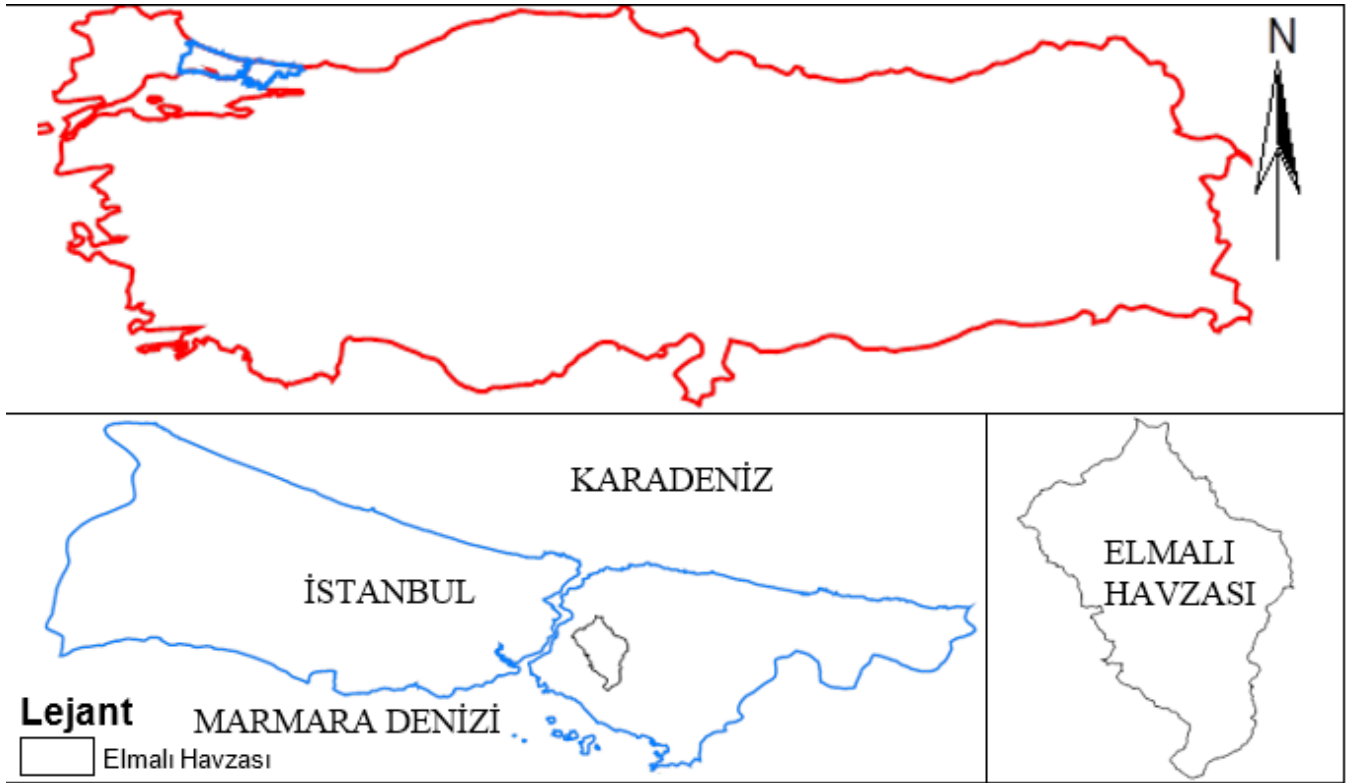 N
KARADENİZ
İSTANBUL
MARMARA DENİZİ
Lejant
Elmalı Havzası
ELMALI
HAVZASI